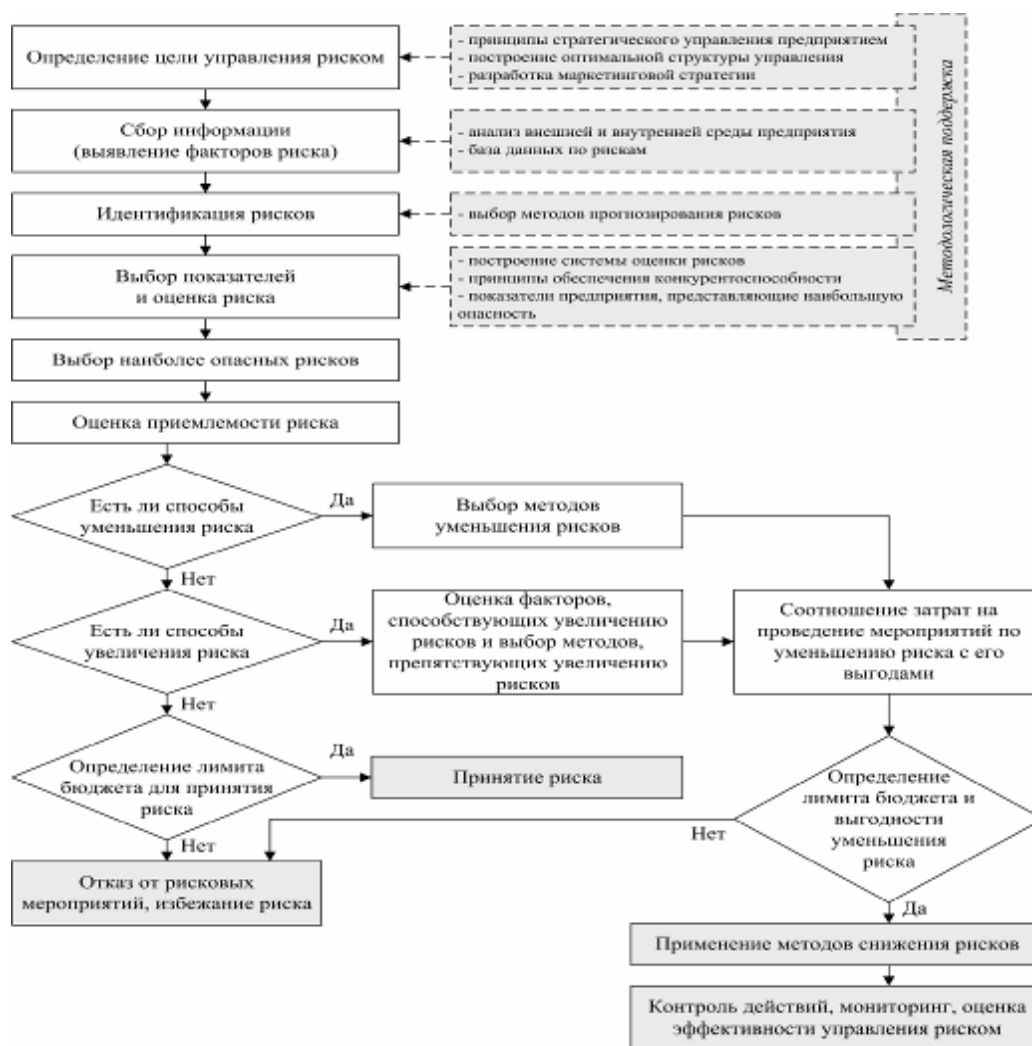 Определение цели управления риском
- принципы стратегического управления предприятием
- построение оптимальной структуры управления
- разработка маркетинговой стратегии
Методологическая поддержка
Сбор информации
(выявление факторов риска)
- анализ внешней и внутренней среды предприятия
- база данных по рискам
Идентификация рисков
- выбор методов прогнозирования рисков
Выбор показателей
и оценка риска
- построение системы оценки рисков
- принципы обеспечения конкурентоспособности
- показатели предприятия, представляющие наибольшую
опасность
Выбор наиболее опасных рисков
Оценка приемлемости риска
Есть ли способы
уменьшения риска
Да
Выбор методов
уменьшения рисков
Нет
Есть ли способы
увеличения риска
Да
Оценка факторов,
способствующих увеличению
рисков и выбор методов,
препятствующих увеличению
рисков
Соотношение затрат на
проведение мероприятий по
уменьшению риска с его
выгодами
Нет
Определение лимита
бюджета для принятия
риска
Да
Принятие риска
Определение
лимита бюджета и
выгодности
уменьшения
риска
Нет
Нет
Отказ от рисковых
мероприятий, избежание риска
Да
Применение методов снижения рисков
Контроль действий, мониторинг, оценка
эффективности управления риском